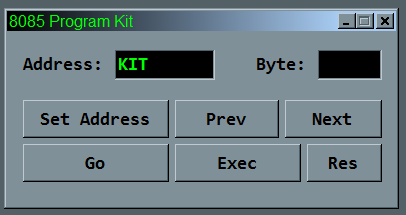 8085 Program Kit
Address: KIT Byte:
Set Address Prev Next
Go Exec Res